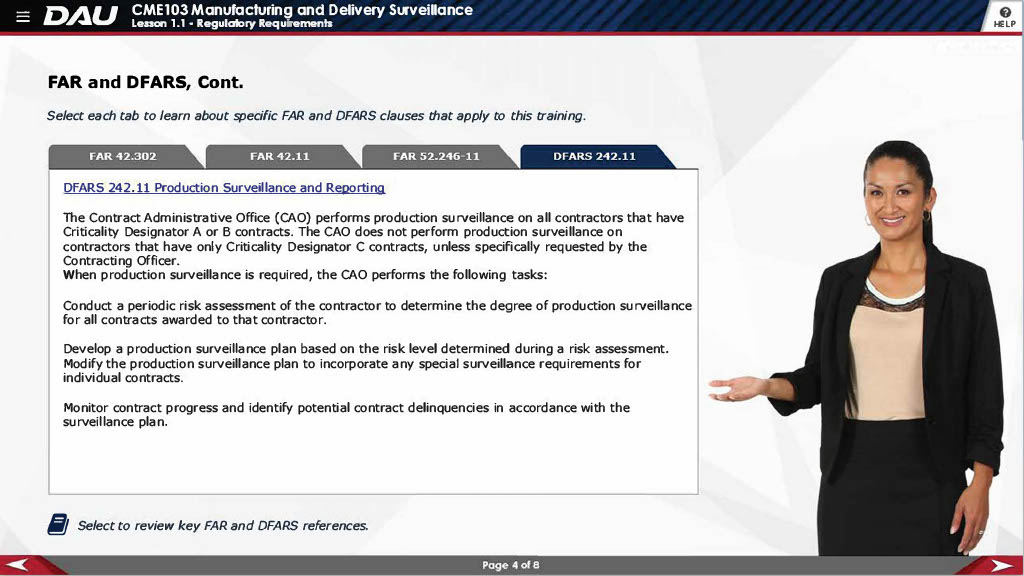 DAU
CME103 Manufacturing and Delivery Surveillance
Lesson 1.1 - Regulatory Requirements
HELP
FAR and DFARS, Cont.
Select each tab to learn about specific FAR and DFARS clauses that apply to this training.
FAR 42.302
FAR 42.11
FAR 52.246-11
DFARS 242.11
DFARS 242.11 Production Surveillance and Reporting
The Contract Administrative Office (CAO) performs production surveillance on all contractors that have
Criticality Designator A or B contracts. The CAO does not perform production surveillance on
contractors that have only Criticality Designator C contracts, unless specifically requested by the
Contracting Officer.
When production surveillance is required, the CAO performs the following tasks:
Conduct a periodic risk assessment of the contractor to determine the degree of production surveillance
for all contracts awarded to that contractor.
Develop a production surveillance plan based on the risk level determined during a risk assessment.
Modify the production surveillance plan to incorporate any special surveillance requirements for
individual contracts.
Monitor contract progress and identify potential contract delinquencies in accordance with the
surveillance plan.
Select to review key FAR and DFARS references.
Page 4 of 8